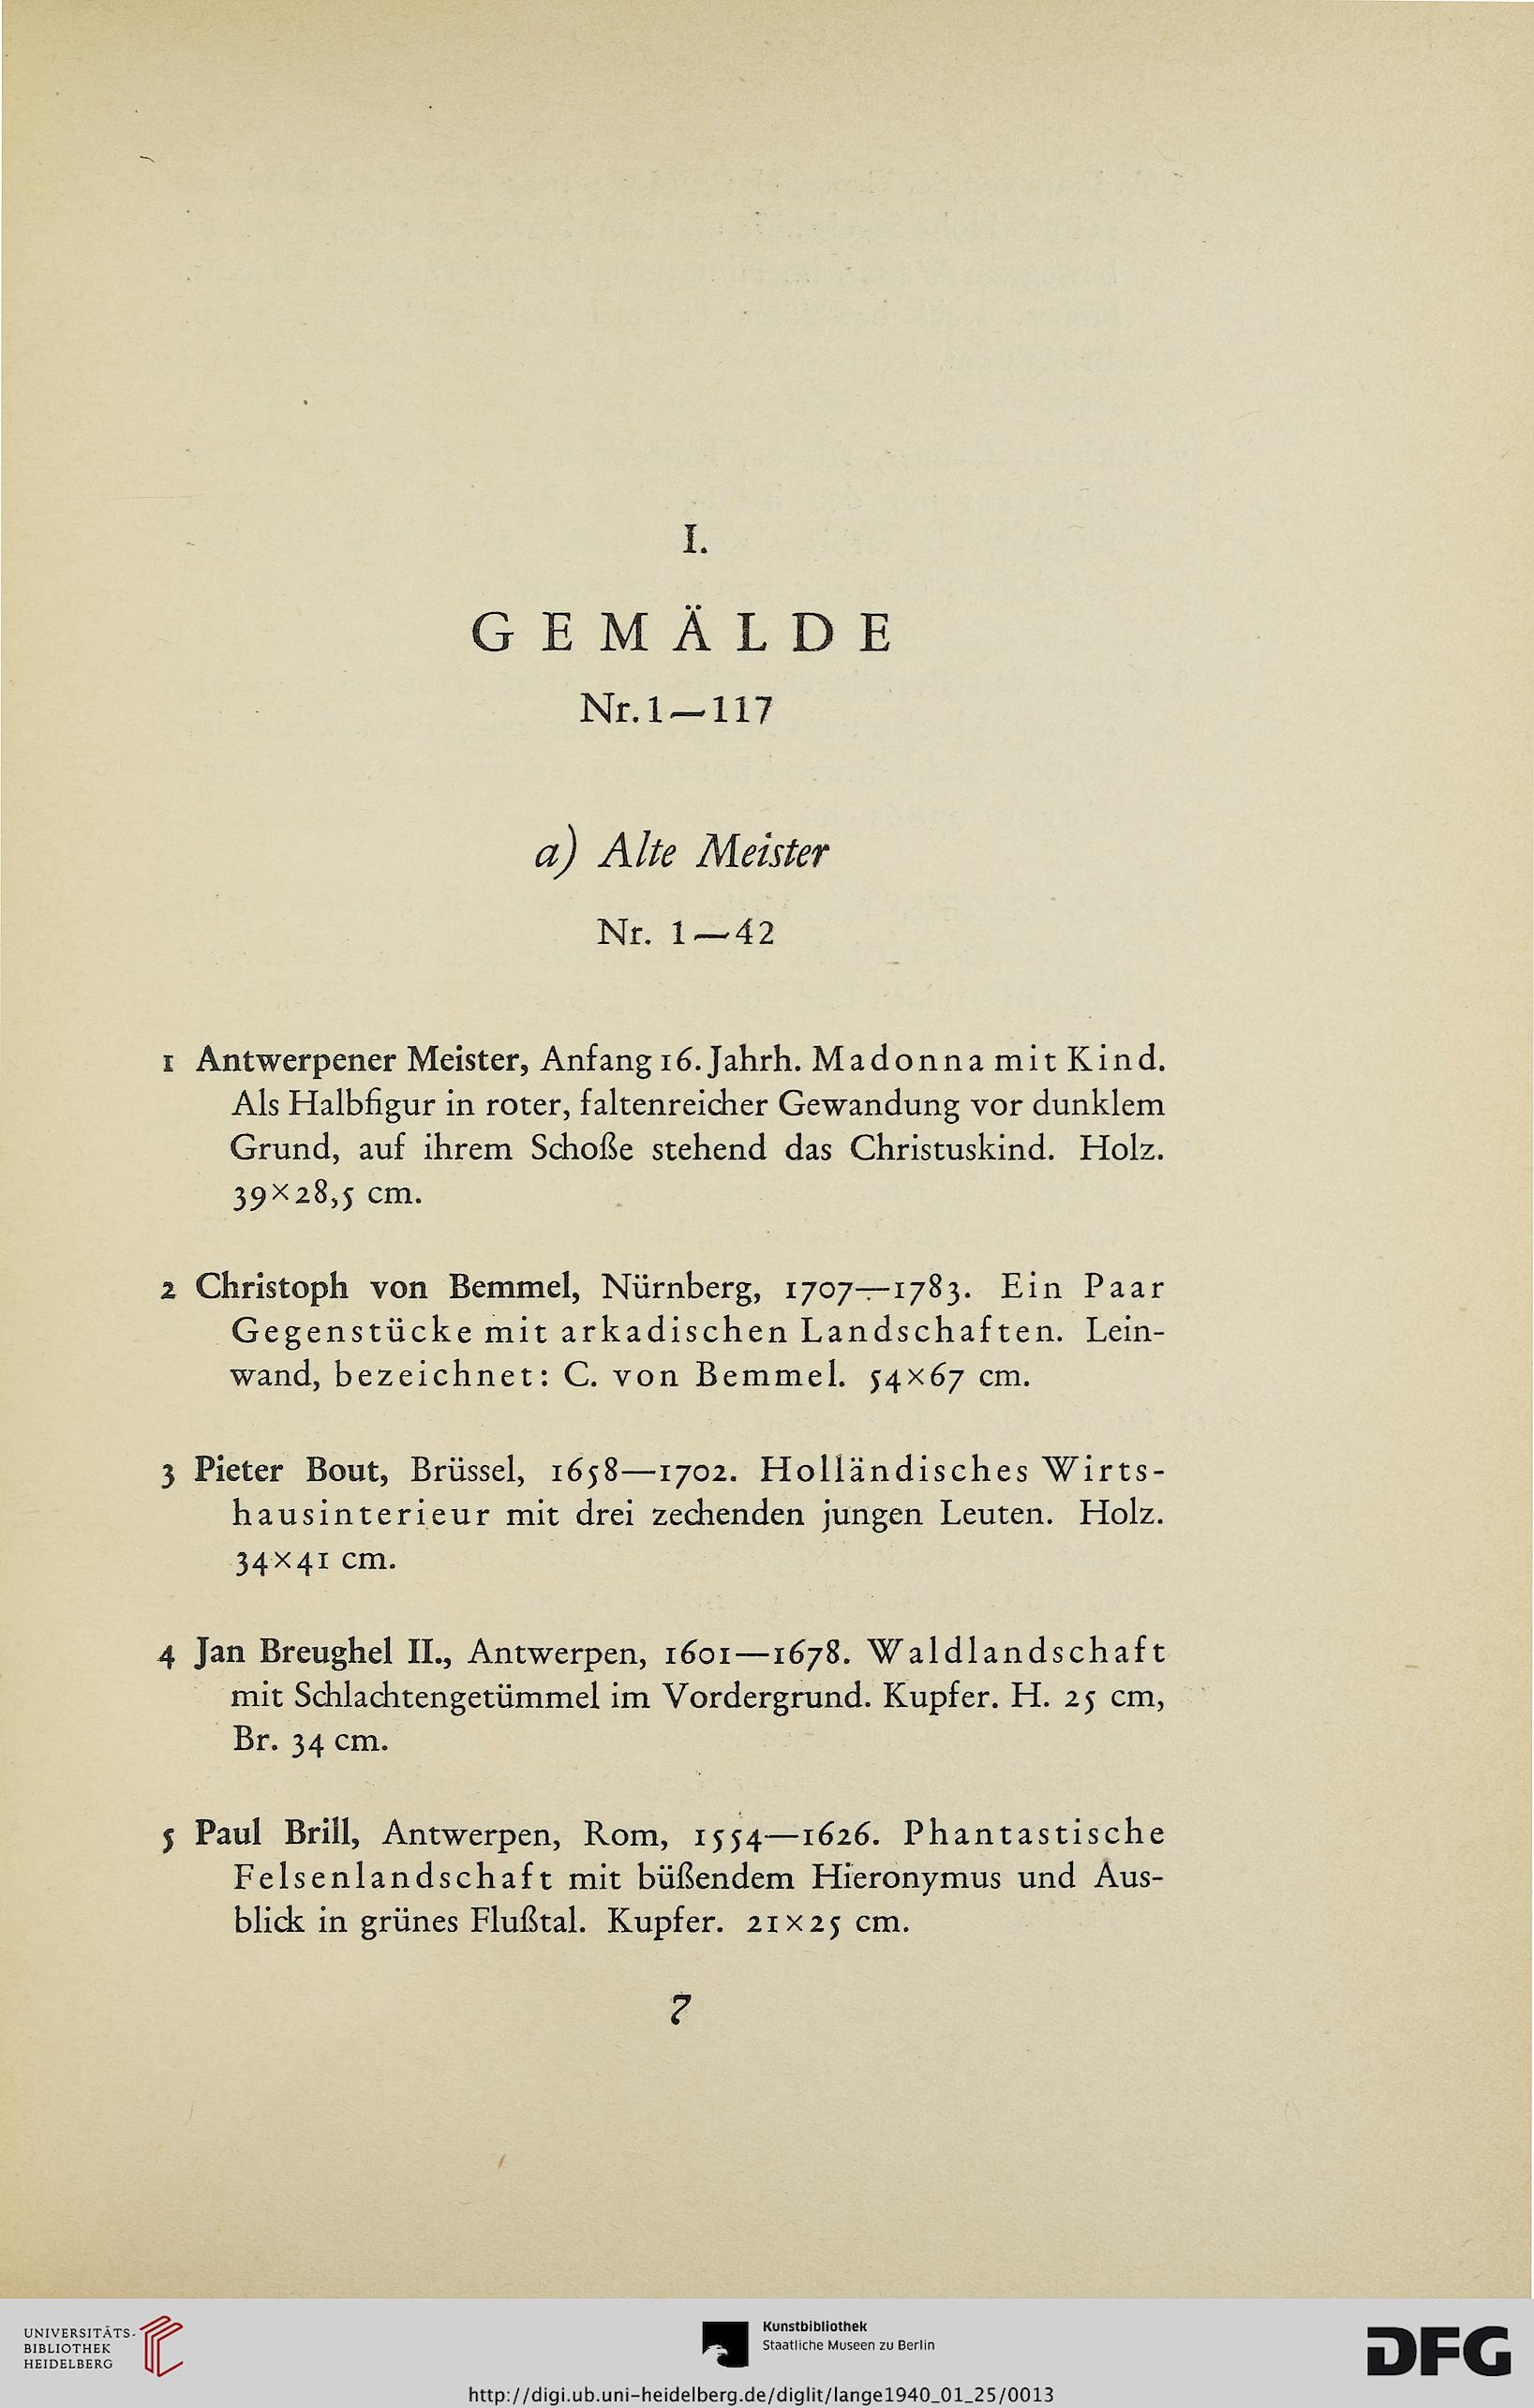 I.
GEMÄLDE
Nr. 1—117
a) Alte Meister
Nr. 1—42
1 Antwerpener Meister, Anfang 16. Jahrh. Madonna mit Kind.
Als Halbfigur in roter, faltenreicher Gewandung vor dunklem
Grund, auf ihrem Schoße stehend das Christuskind. Holz.
39×28,5 cm.
2 Christoph von Bemmel, Nürnberg, 1707—1783. Ein Paar
Gegenstücke mit arkadischen Landschaften. Lein-
wand, bezeichnet: C. von Bemmel. 54×67 cm.
3 Pieter Bout, Brüssel, 1658—1702. Holländisches Wirts-
hausinterieur mit drei zechenden jungen Leuten. Holz.
34×41 cm.
4 Jan Breughel II., Antwerpen, 1601—1678. Waldlandschaft
mit Schlachtengetümmel im Vordergrund. Kupfer. H. 25 cm,
Br. 34 cm.
5 Paul Brill, Antwerpen, Rom, 1554—1626. Phantastische
Felsenlandschaft mit büßendem Hieronymus und Aus-
blick in grünes Flußtal. Kupfer. 21×25 cm.
7
UNIVERSITÄTS-
BIBLIOTHEK
HEIDELBERG
Kunstbibliothek
Staatliche Museen zu Berlin
DFG
http://digi.ub.uni-heidelberg.de/diglit/lange1940_01_25/0013